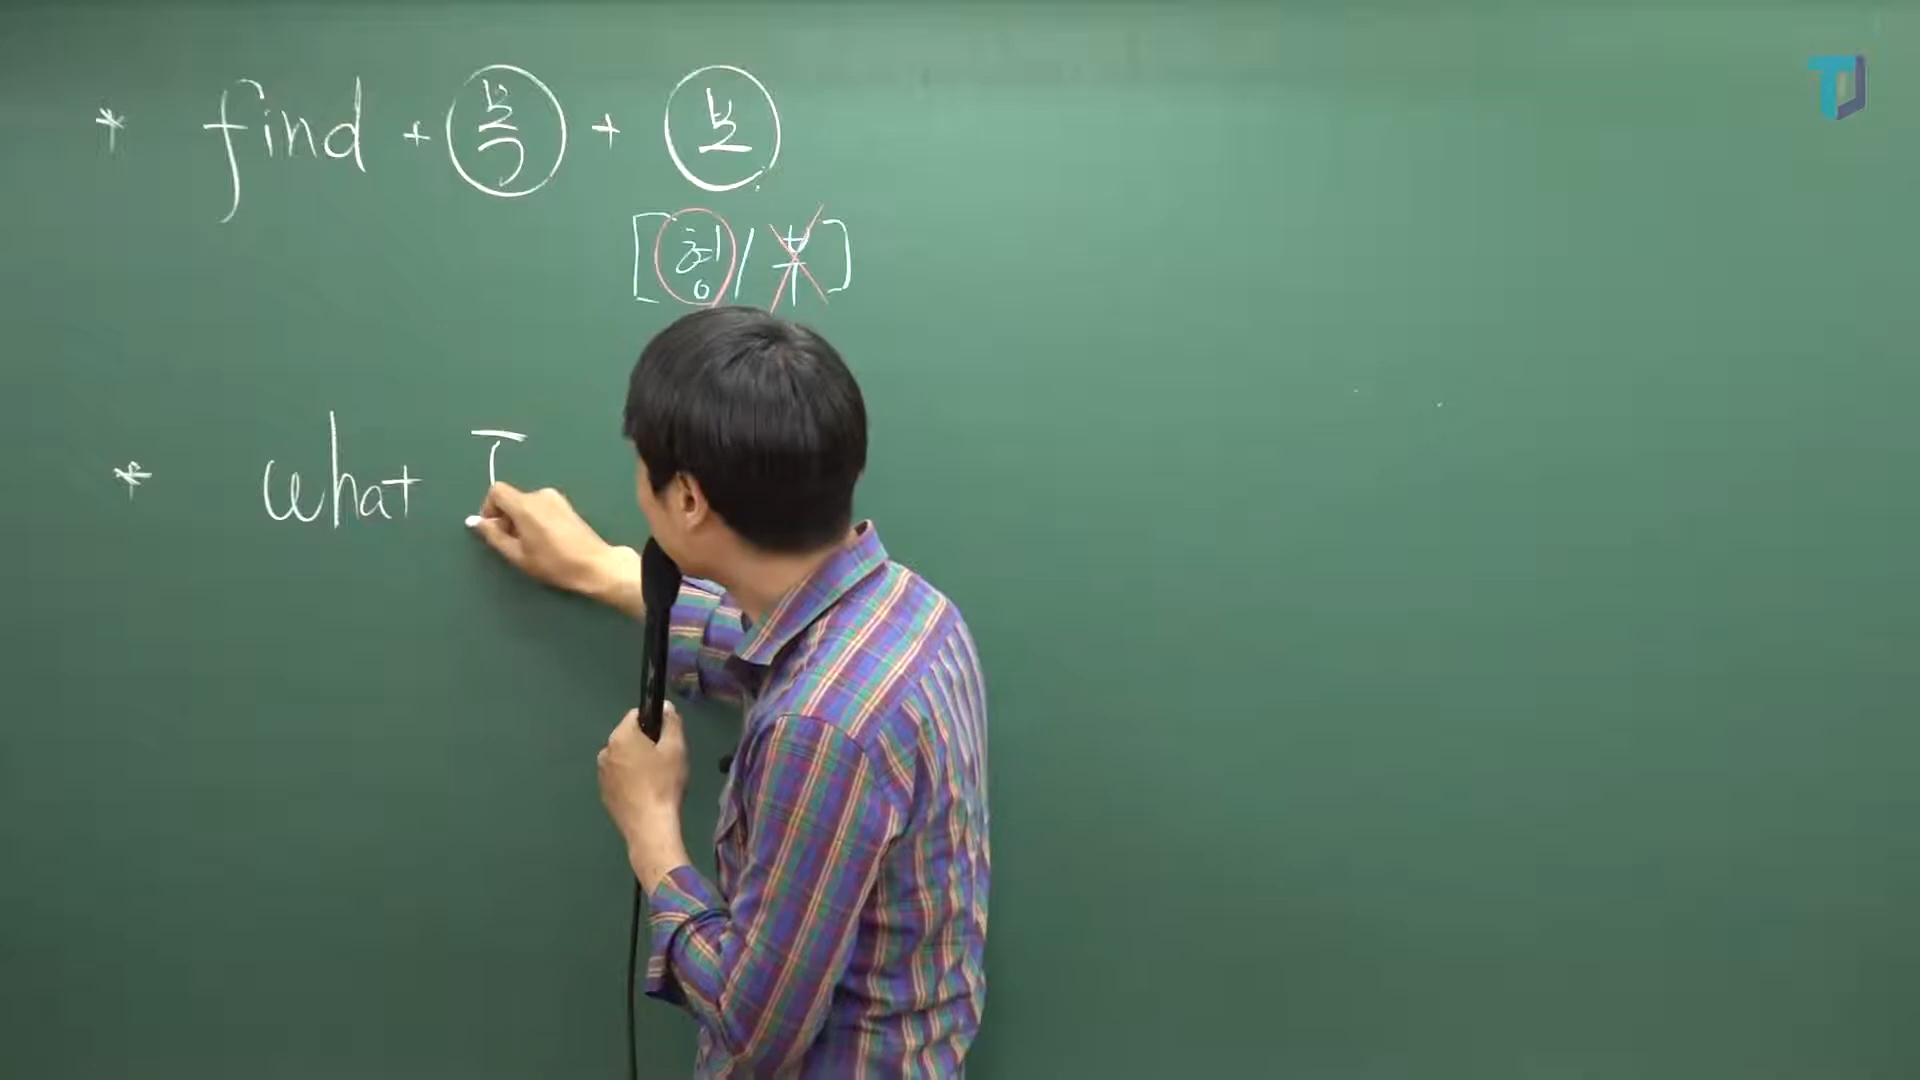 * find + 목 + 보
[형/부]
* what I